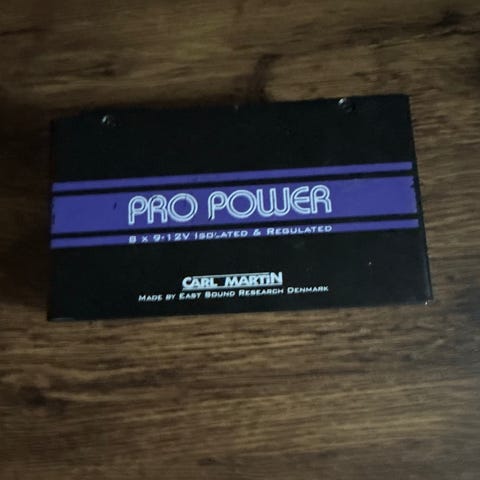 PRO POWER
8 x 9-12V ISOLATED & REGULATED
CARL MARTIN
MADE BY EAST SOUND RESEARCH DENMARK